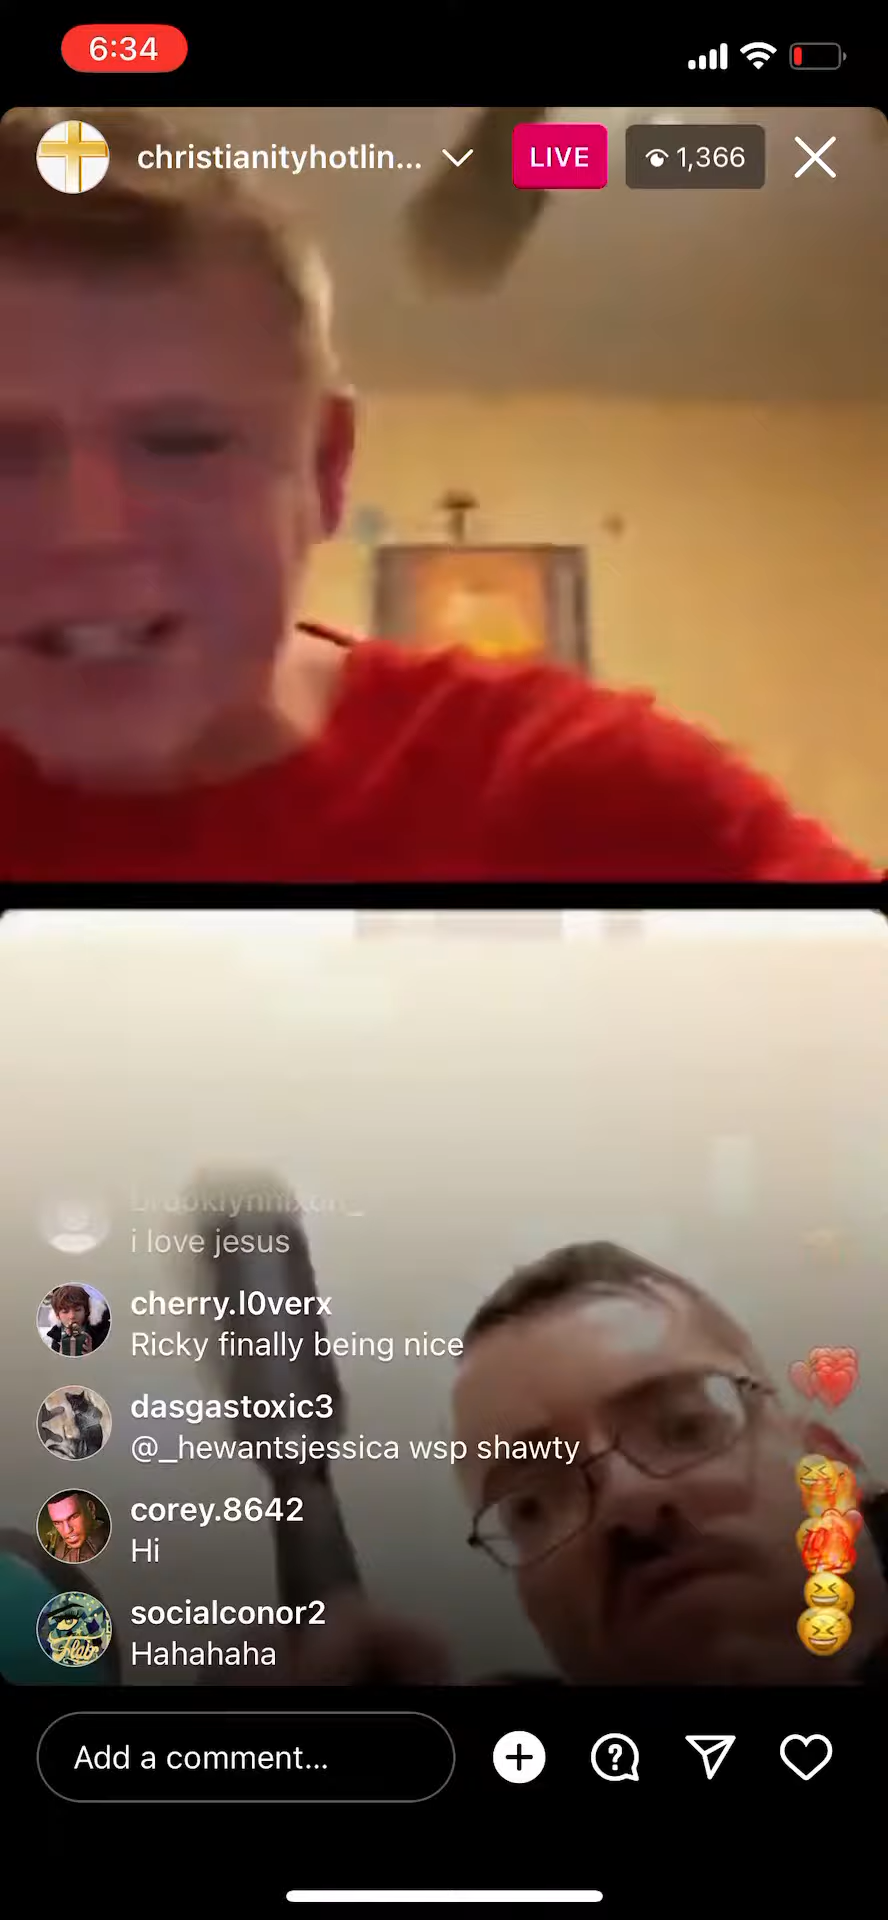 6:34
christianityhotlin...
LIVE
1,366
i love jesus
cherry.l0verx
Ricky finally being nice
dasgastoxic3
@_hewantsjessica wsp shawty
corey.8642
Hi
socialconor2
Hahahaha
Add a comment...